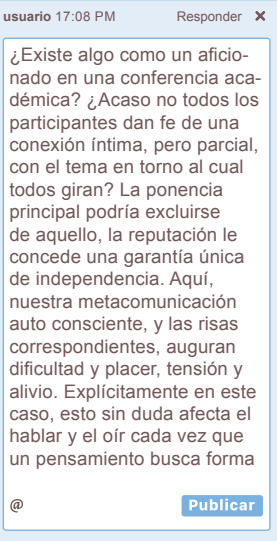 usuario 17:08 PM Responder ×
¿Existe algo como un aficio-
nado en una conferencia aca-
démica? ¿Acaso no todos los
participantes dan fe de una
conexión íntima, pero parcial,
con el tema en torno al cual
todos giran? La ponencia
principal podría excluirse
de aquello, la reputación le
concede una garantía única
de independencia. Aquí,
nuestra metacomunicación
auto consciente, y las risas
correspondientes, auguran
dificultad y placer, tensión y
alivio. Explícitamente en este
caso, esto sin duda afecta el
hablar y el oír cada vez que
un pensamiento busca forma
@ Publicar